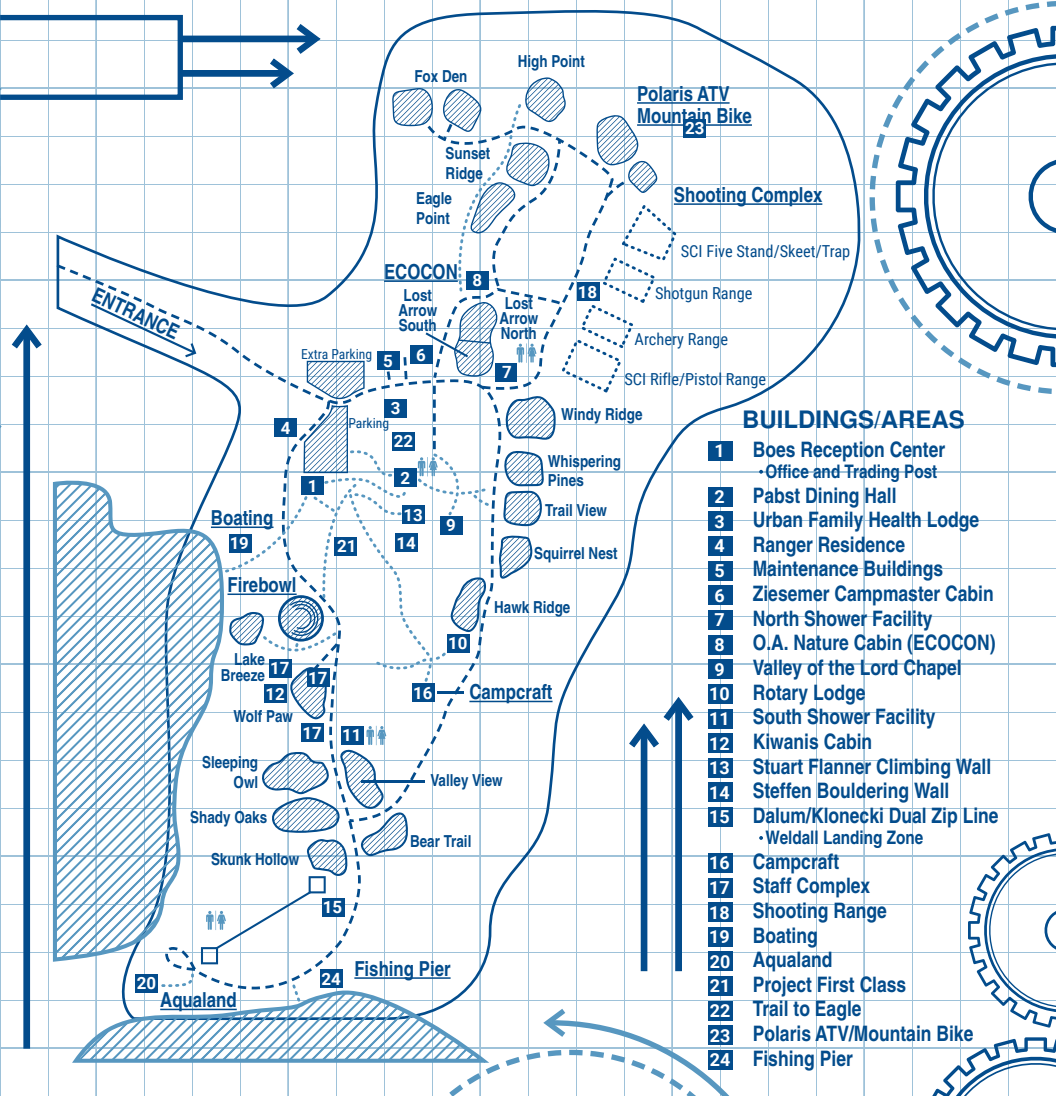 High Point
Fox Den
Polaris ATV
Mountain Bike
23
Sunset
Ridge
Shooting Complex
Eagle
Point
SCI Five Stand/Skeet/Trap
ECOCON
8
18
Shotgun Range
Lost
Arrow
South
Lost
Arrow
North
ENTRANCE
Archery Range
Extra Parking
5
6
7
SCI Rifle/Pistol Range
3
4
Parking
22
Windy Ridge
2
Whispering
Pines
1
13
9
Trail View
Boating
19
21
14
Squirrel Nest
Firebowl
Hawk Ridge
10
Lake
Breeze
17
17
12
16
Campcraft
Wolf Paw
17
11
Sleeping
Owl
Valley View
Shady Oaks
Bear Trail
Skunk Hollow
15
Fishing Pier
24
20
Aqualand
BUILDINGS/AREAS
1 Boes Reception Center
•Office and Trading Post
2 Pabst Dining Hall
3 Urban Family Health Lodge
4 Ranger Residence
5 Maintenance Buildings
6 Ziesemer Campmaster Cabin
7 North Shower Facility
8 O.A. Nature Cabin (ECOCON)
9 Valley of the Lord Chapel
10 Rotary Lodge
11 South Shower Facility
12 Kiwanis Cabin
13 Stuart Flanner Climbing Wall
14 Steffen Bouldering Wall
15 Dalum/Klonecki Dual Zip Line
•Weldall Landing Zone
16 Campcraft
17 Staff Complex
18 Shooting Range
19 Boating
20 Aqualand
21 Project First Class
22 Trail to Eagle
23 Polaris ATV/Mountain Bike
24 Fishing Pier